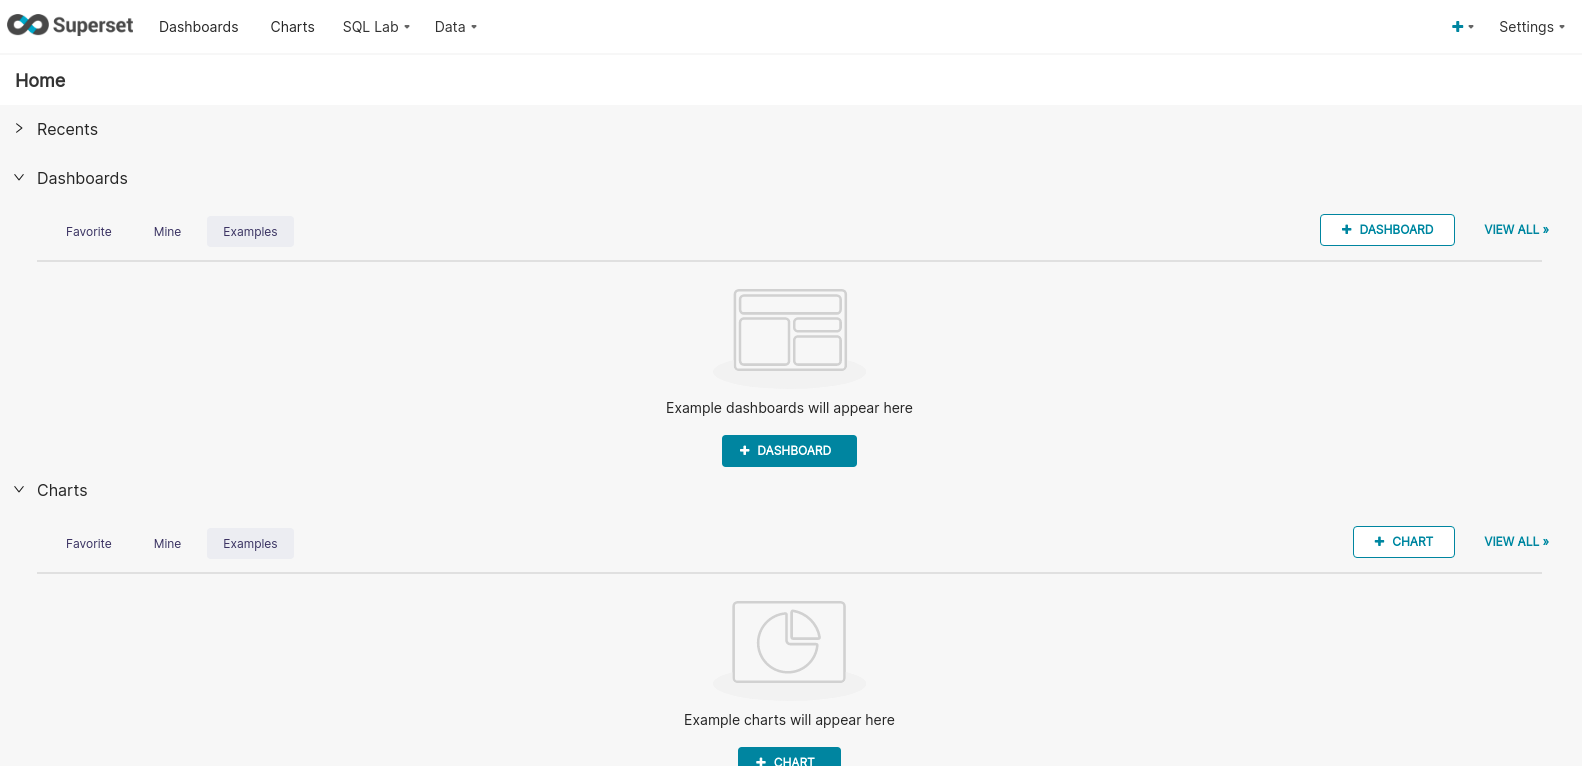 Superset Dashboards Charts SQL Lab Data + Settings
Home
Recents
Dashboards
Favorite Mine Examples + DASHBOARD VIEW ALL »
Example dashboards will appear here
+ DASHBOARD
Charts
Favorite Mine Examples + CHART VIEW ALL »
Example charts will appear here
+ CHART